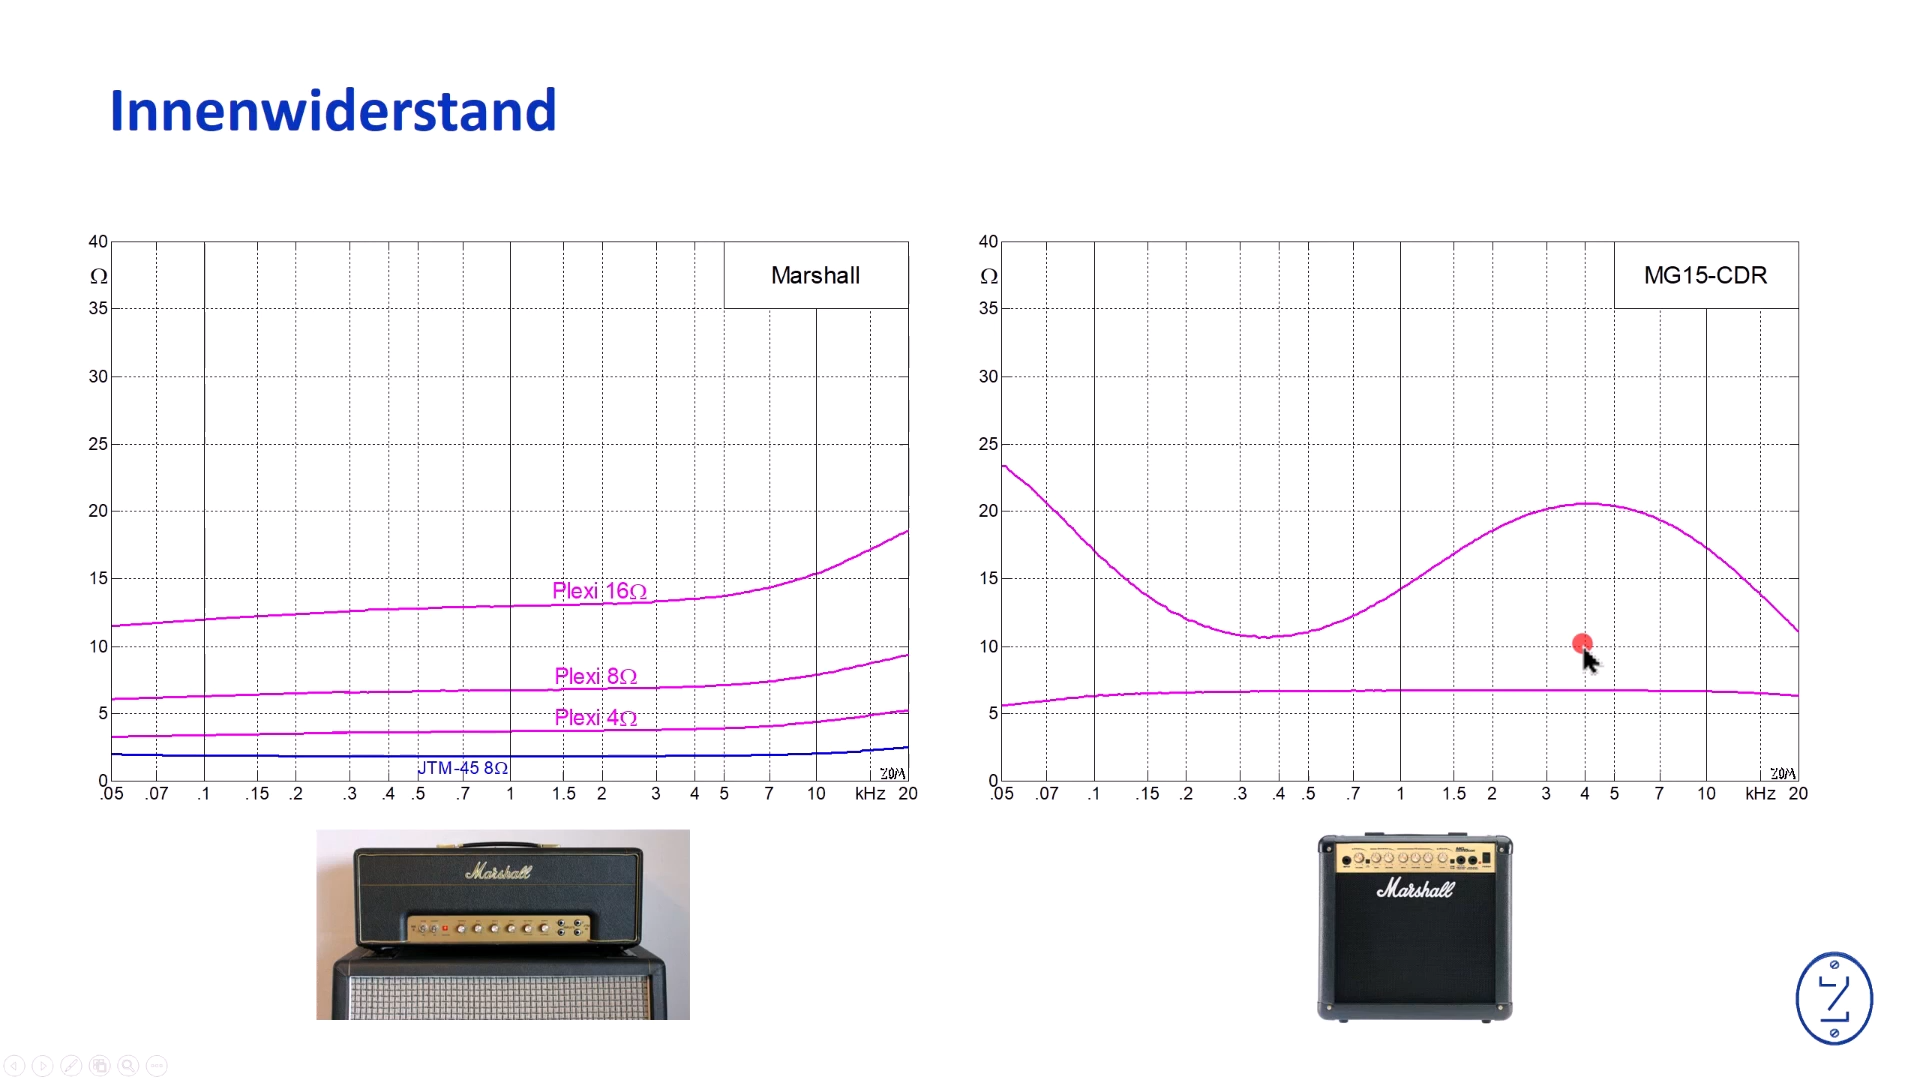 Innenwiderstand
40
Ω
35
30
25
20
15
10
5
0
Marshall
Plexi 16Ω
Plexi 8Ω
Plexi 4Ω
JTM-45 8Ω
ZOM
.05 .07 .1 .15 .2 .3 .4 .5 .7 1 1.5 2 3 4 5 7 10 kHz 20
40
Ω
35
30
25
20
15
10
5
0
MG15-CDR
ZOM
.05 .07 .1 .15 .2 .3 .4 .5 .7 1 1.5 2 3 4 5 7 10 kHz 20
Marshall
Marshall